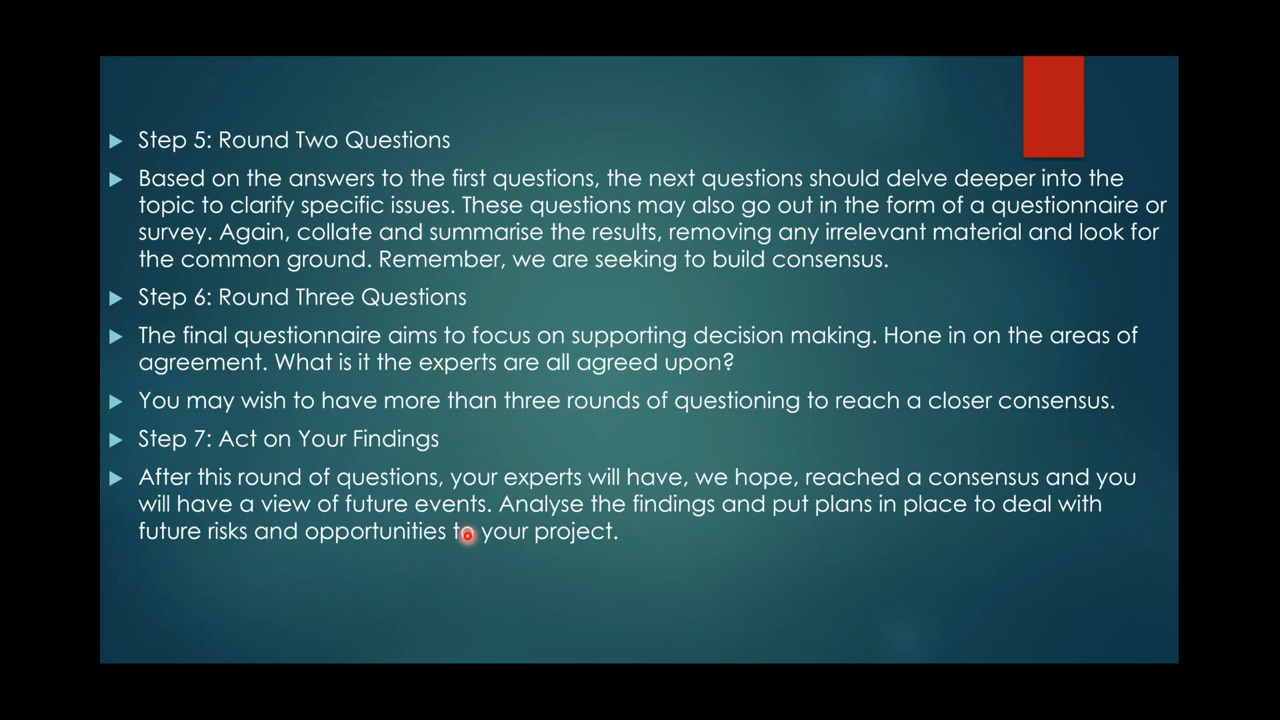 Step 5: Round Two Questions
Based on the answers to the first questions, the next questions should delve deeper into the
topic to clarify specific issues. These questions may also go out in the form of a questionnaire or
survey. Again, collate and summarise the results, removing any irrelevant material and look for
the common ground. Remember, we are seeking to build consensus.
Step 6: Round Three Questions
The final questionnaire aims to focus on supporting decision making. Hone in on the areas of
agreement. What is it the experts are all agreed upon?
You may wish to have more than three rounds of questioning to reach a closer consensus.
Step 7: Act on Your Findings
After this round of questions, your experts will have, we hope, reached a consensus and you
will have a view of future events. Analyse the findings and put plans in place to deal with
future risks and opportunities to your project.